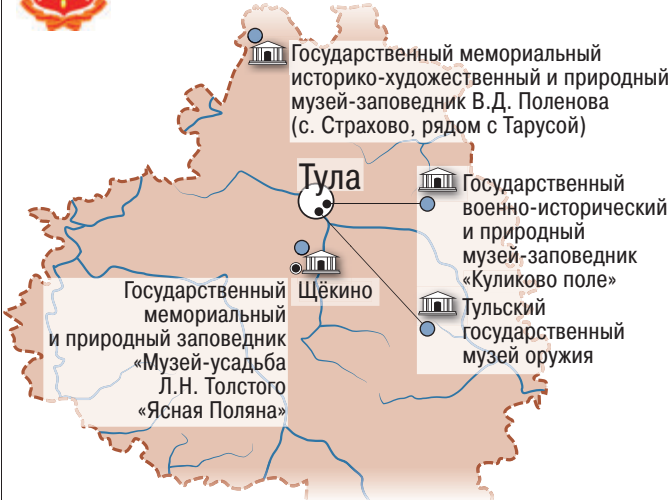 Государственный мемориальный
историко-художественный и природный
музей-заповедник В.Д. Поленова
(с. Страхово, рядом с Тарусой)
Тула
Государственный
военно-исторический
и природный
музей-заповедник
«Куликово поле»
Щёкино
Государственный
мемориальный
и природный заповедник
«Музей-усадьба
Л.Н. Толстого
«Ясная Поляна»
Тульский
государственный
музей оружия